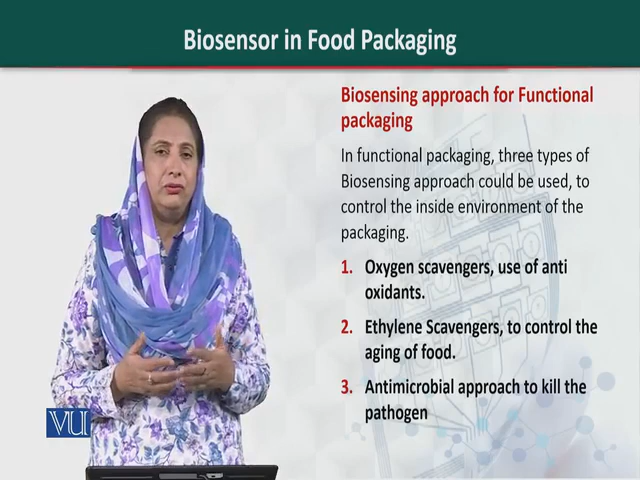 Biosensor in Food Packaging
Biosensing approach for Functional
packaging
In functional packaging, three types of
Biosensing approach could be used, to
control the inside environment of the
packaging.
1. Oxygen scavengers, use of anti
oxidants.
2. Ethylene Scavengers, to control the
aging of food.
3. Antimicrobial approach to kill the
pathogen
VU